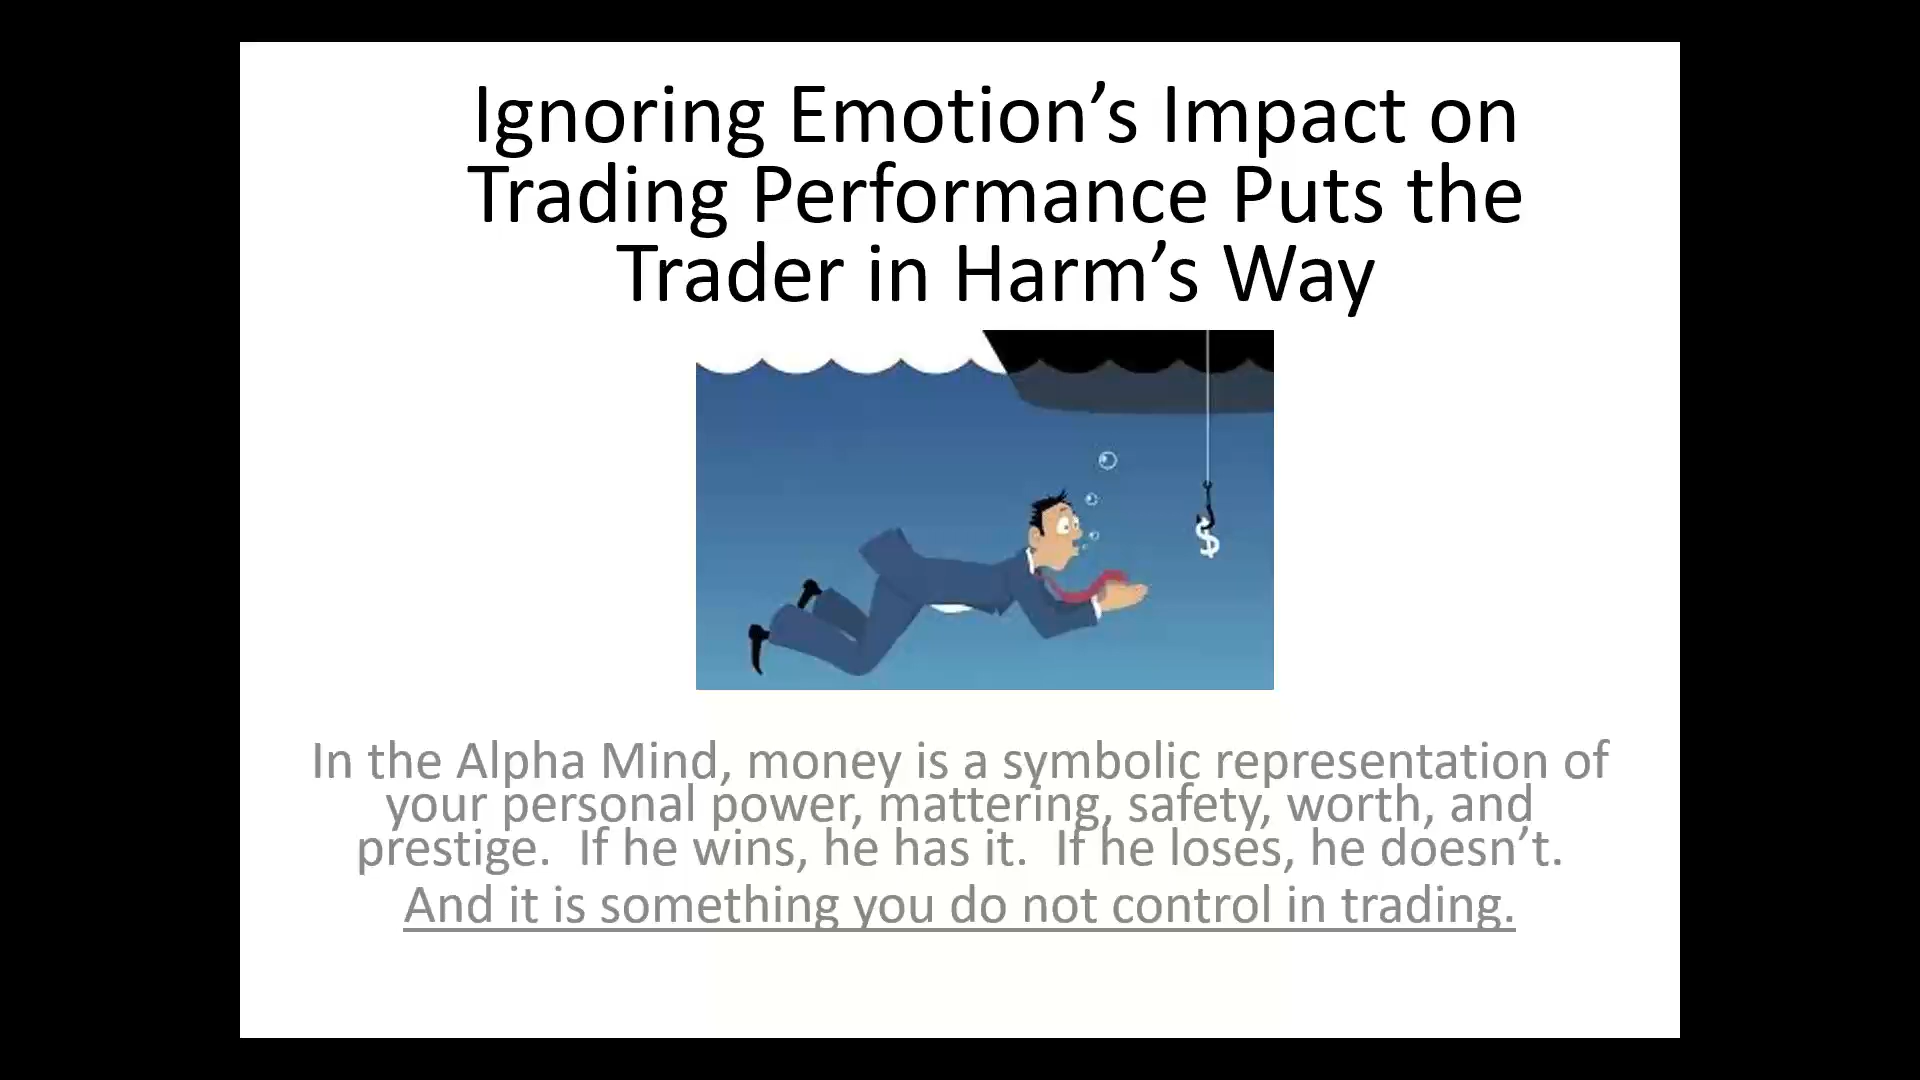 Ignoring Emotion’s Impact on
Trading Performance Puts the
Trader in Harm’s Way
$
In the Alpha Mind, money is a symbolic representation of
your personal power, mattering, safety, worth, and
prestige.  If he wins, he has it.  If he loses, he doesn’t.
And it is something you do not control in trading.